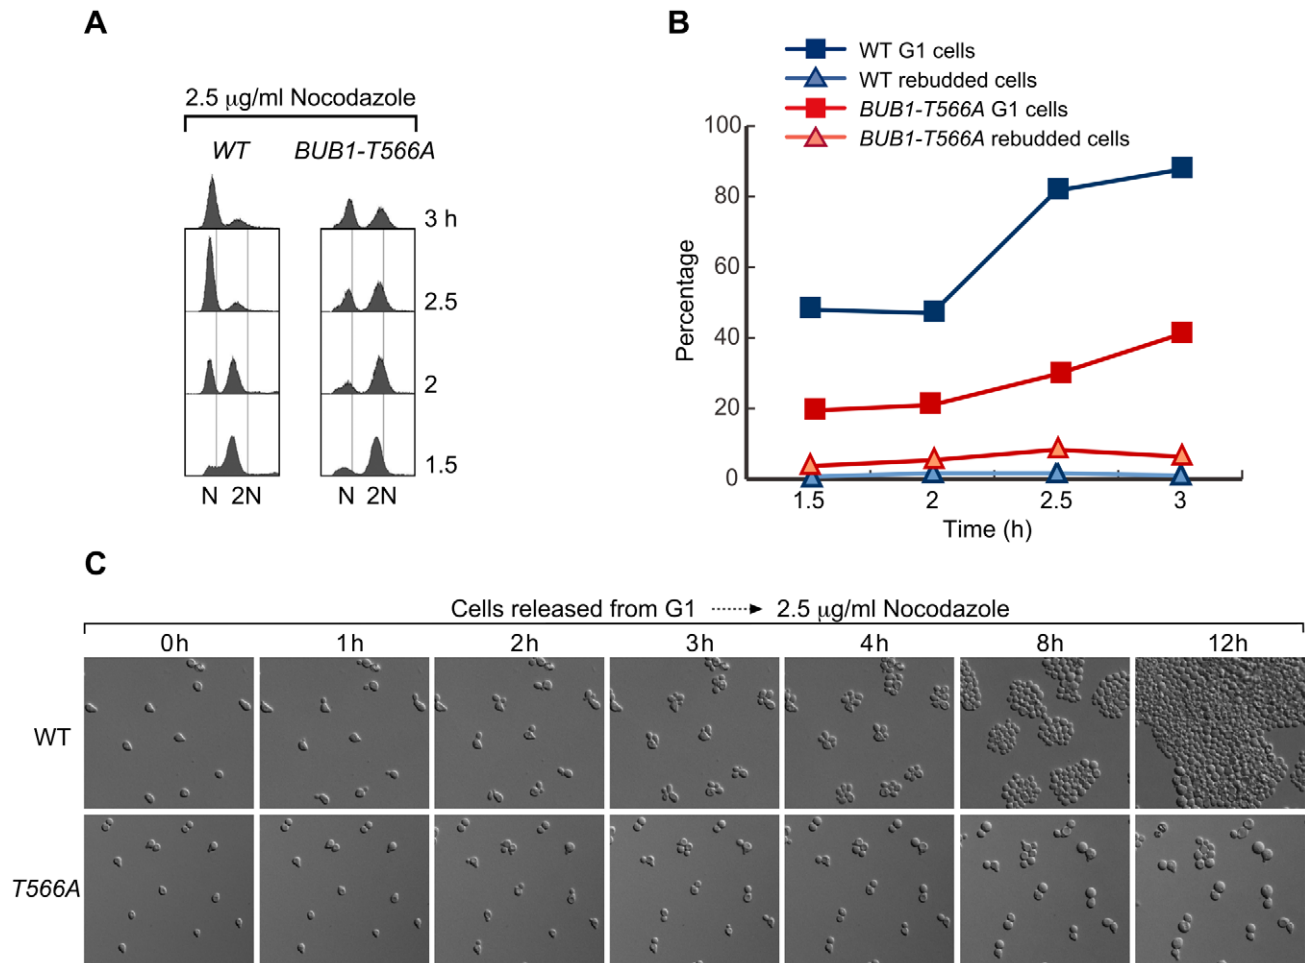 A
2.5 μg/ml Nocodazole
WT BUB1-T566A
3 h
2.5
2
1.5
N 2N N 2N
B
WT G1 cells
WT rebudded cells
BUB1-T566A G1 cells
BUB1-T566A rebudded cells
100
80
60
40
20
0
Percentage
1.5 2 2.5 3
Time (h)
C
Cells released from G1 2.5 μg/ml Nocodazole
0h 1h 2h 3h 4h 8h 12h
WT
T566A